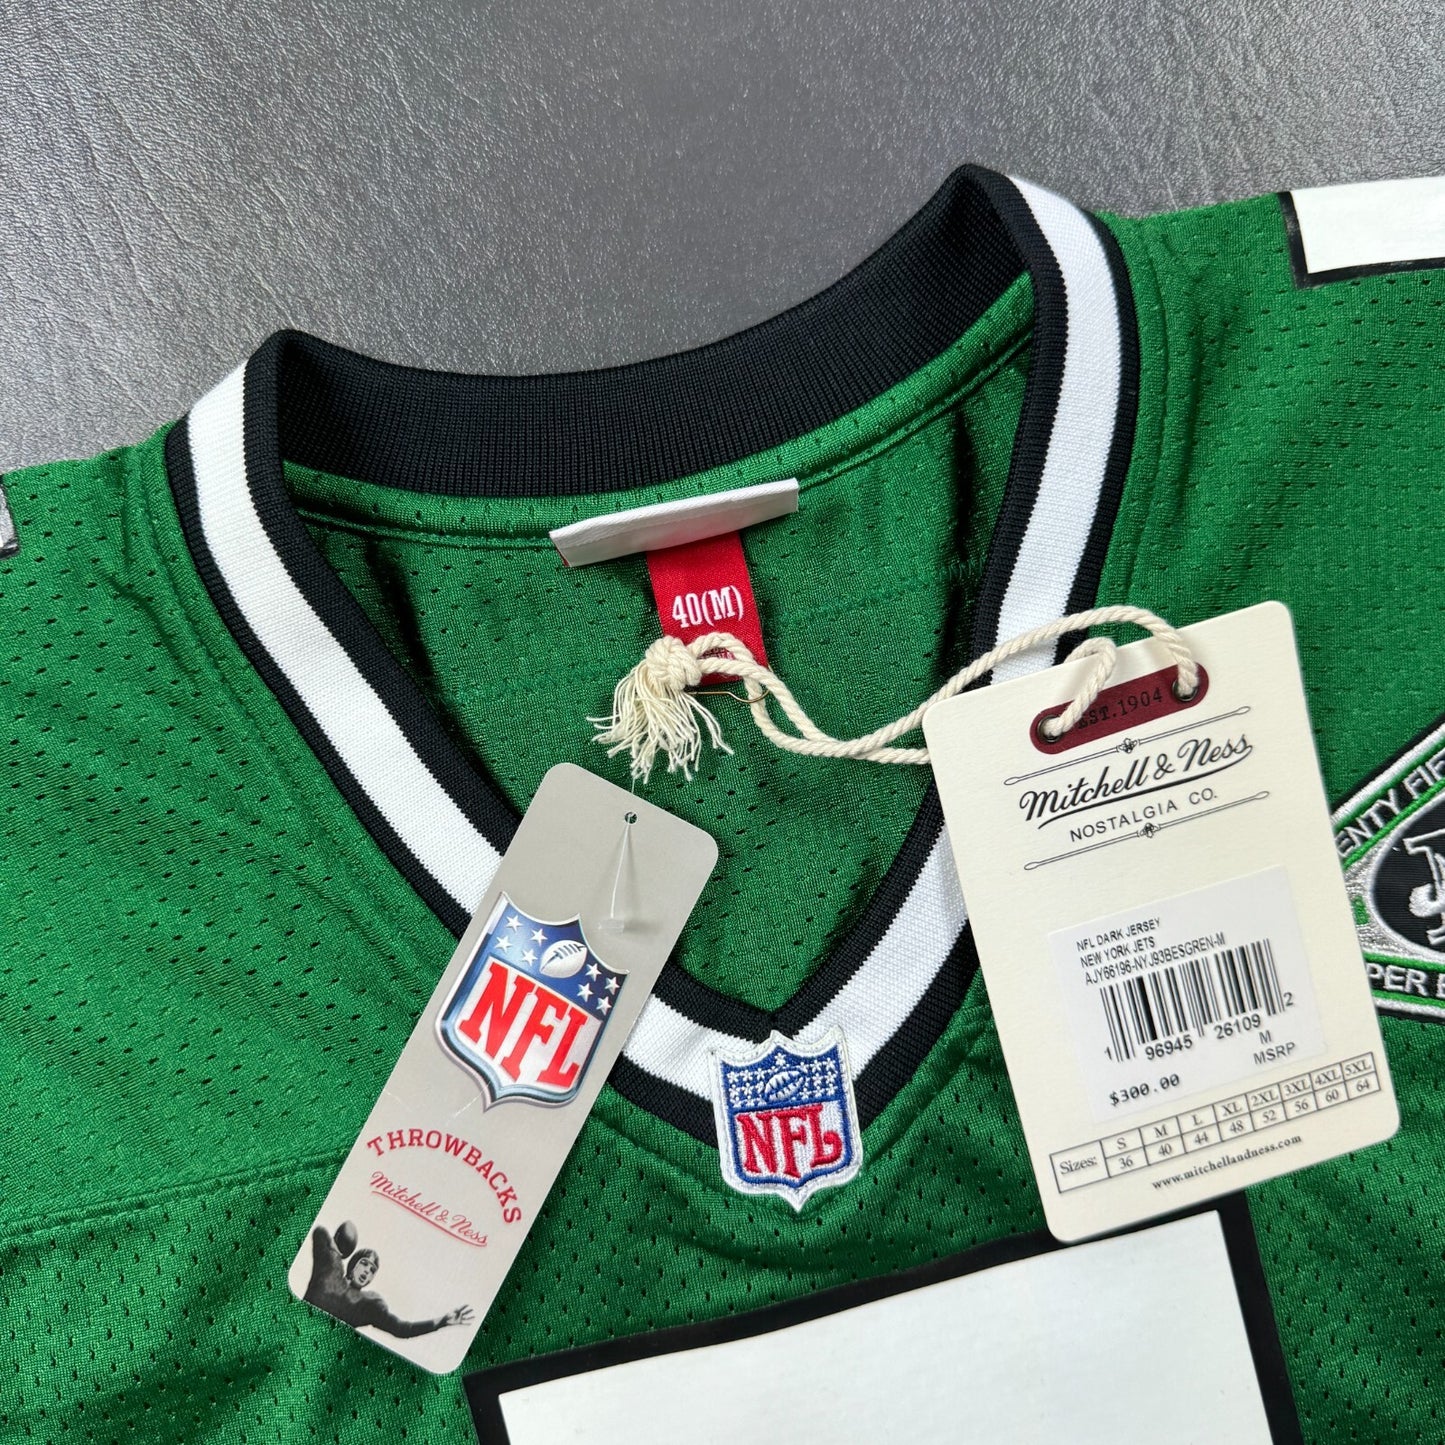 40(M)
EST. 1904
Mitchell & Ness
NOSTALGIA CO.
NFL DARK JERSEY
NEW YORK JETS
AJY66196-NYJ93BESGREN-M
1 96945 26109 2
M
MSRP
$300.00
Sizes: S M L XL 2XL 3XL 4XL 5XL
36 40 44 48 52 56 60 64
www.mitchellandness.com
NFL
THROWBACKS
Mitchell & Ness
NFL